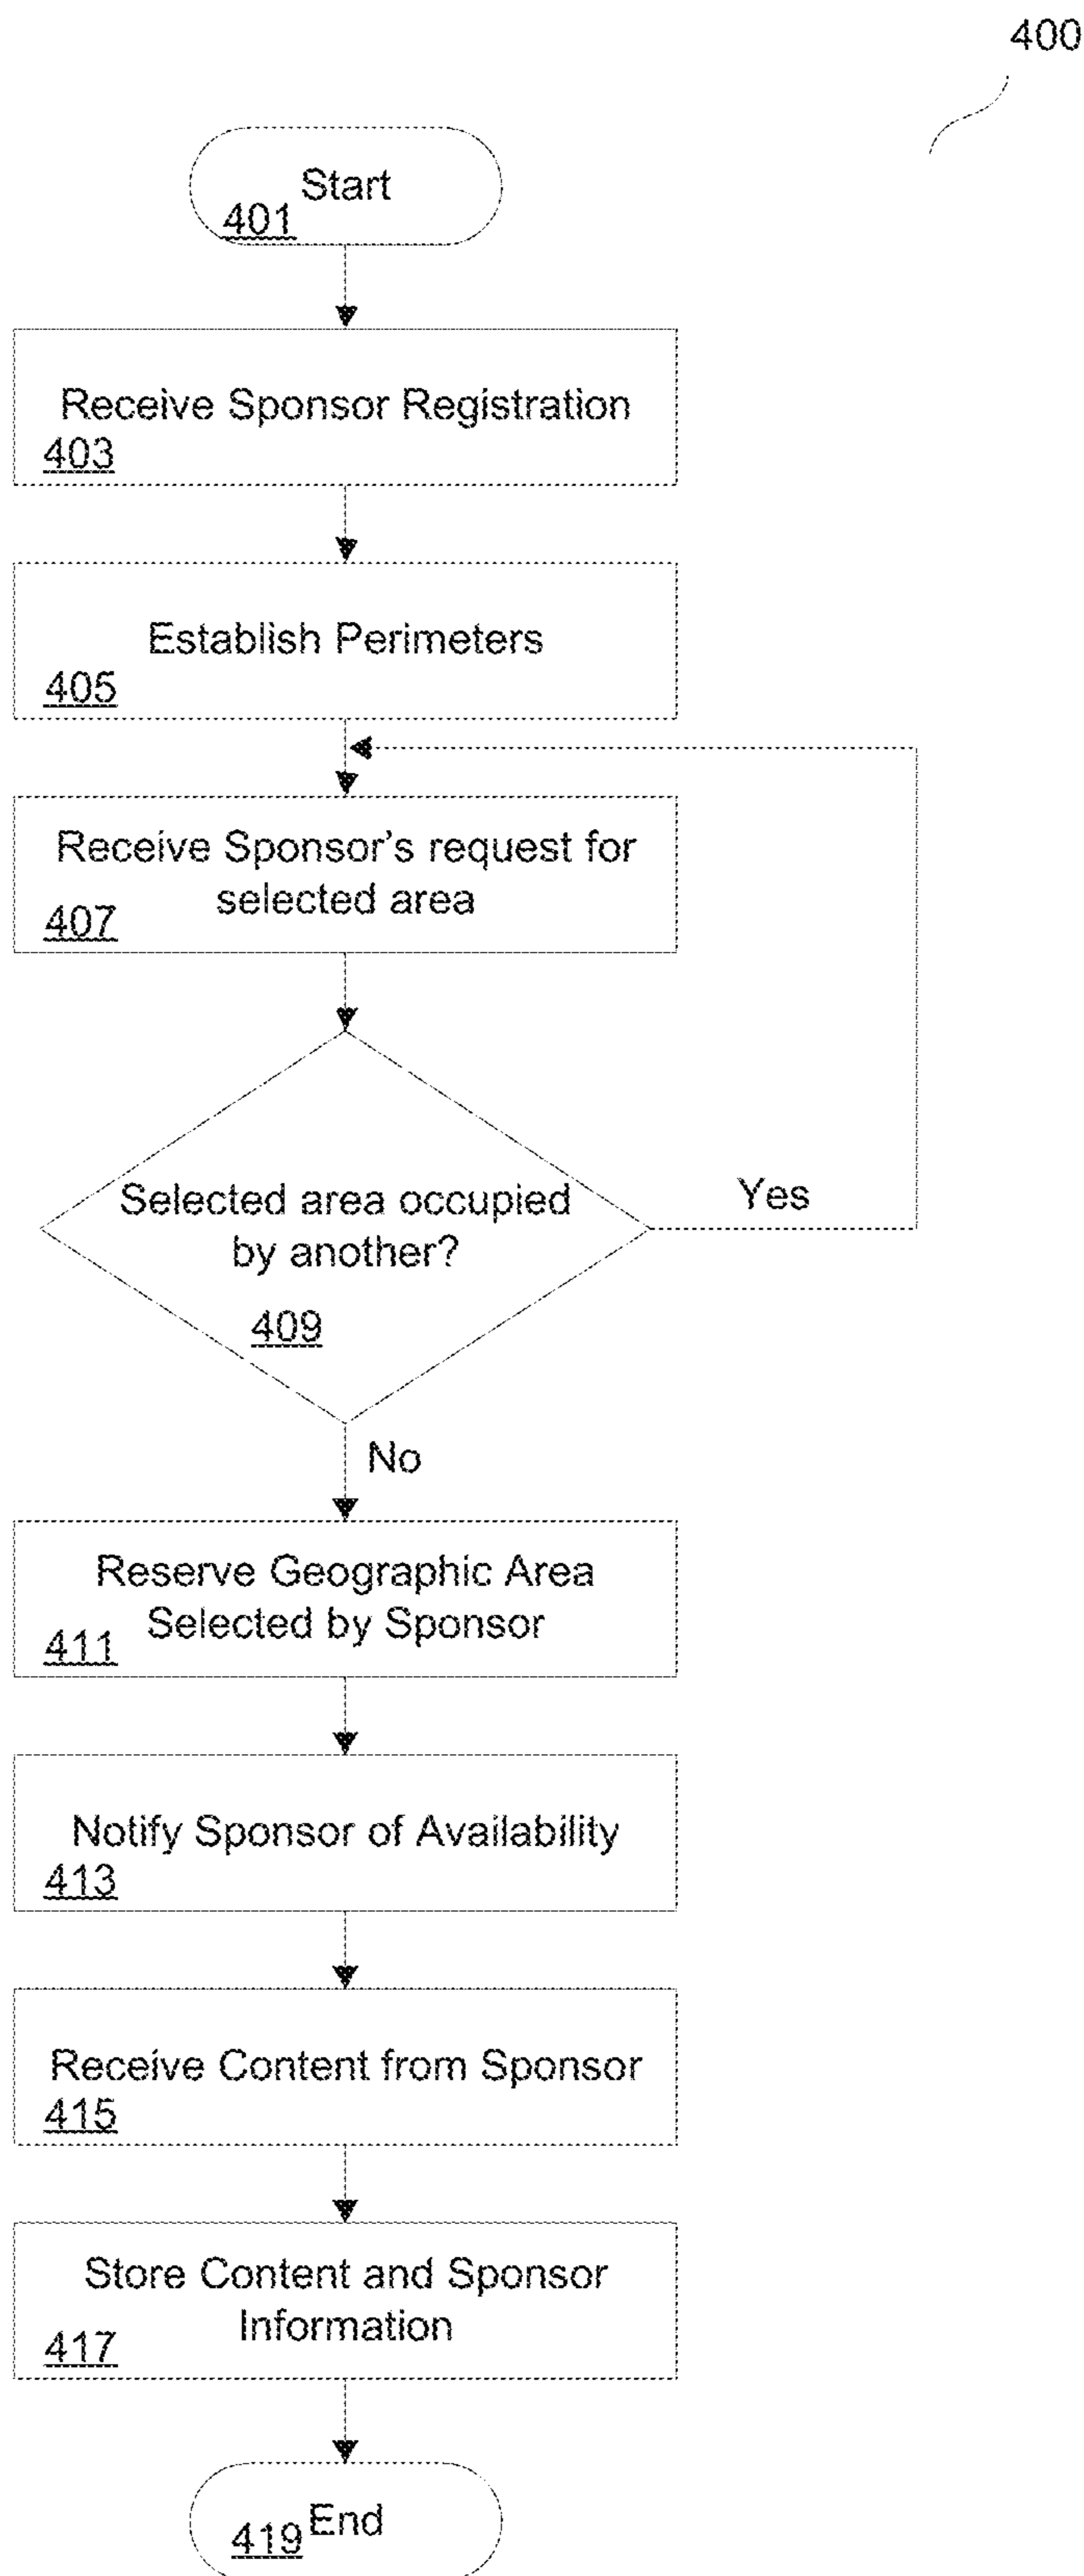 400
Start
401
Receive Sponsor Registration
403
Establish Perimeters
405
Receive Sponsor's request for
selected area
407
Selected area occupied
by another?
409
Yes
No
Reserve Geographic Area
Selected by Sponsor
411
Notify Sponsor of Availability
413
Receive Content from Sponsor
415
Store Content and Sponsor
Information
417
End
419